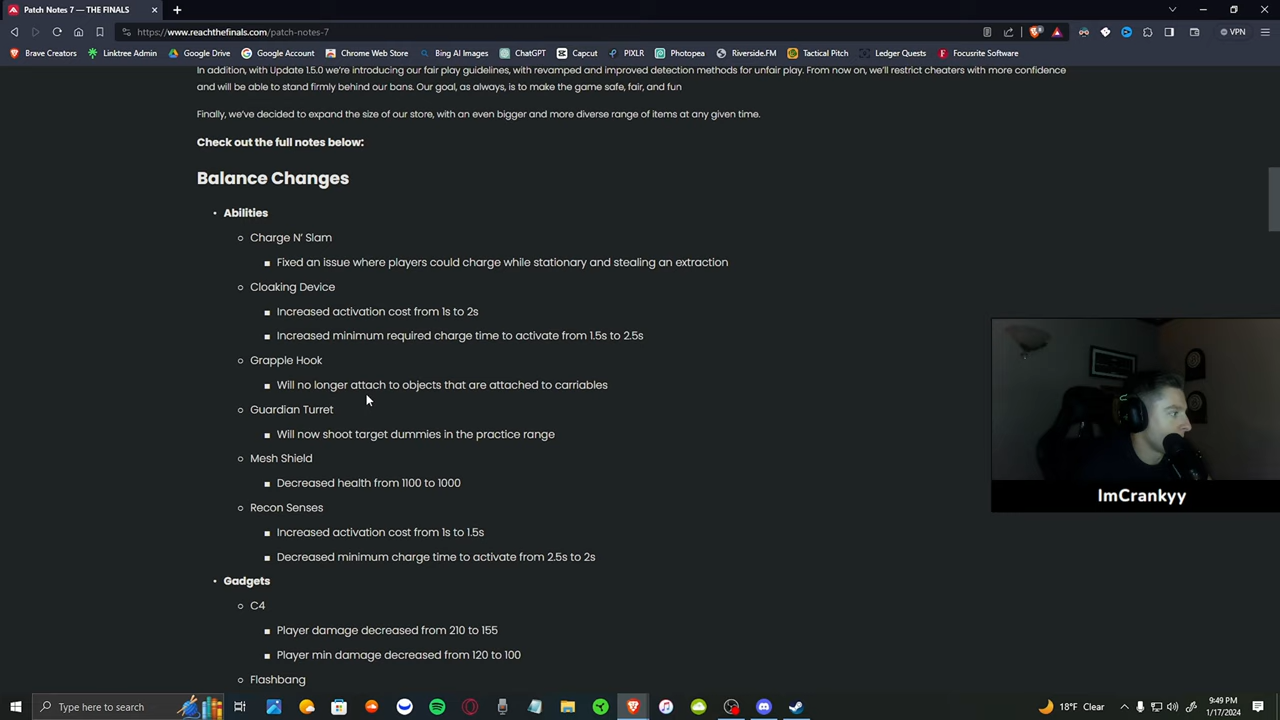 Patch Notes 7 — THE FINALS
https://www.reachthefinals.com/patch-notes-7
VPN
Brave Creators
Linktree Admin
Google Drive
Google Account
Chrome Web Store
Bing AI Images
ChatGPT
Capcut
PIXLR
Photopea
Riverside.FM
Tactical Pitch
Ledger Quests
Focusrite Software
In addition, with Update 1.5.0 we're introducing our fair play guidelines, with revamped and improved detection methods for unfair play. From now on, we'll restrict cheaters with more confidence
and will be able to stand firmly behind our bans. Our goal, as always, is to make the game safe, fair, and fun
Finally, we've decided to expand the size of our store, with an even bigger and more diverse range of items at any given time.
Check out the full notes below:
Balance Changes
Abilities
Charge N' Slam
Fixed an issue where players could charge while stationary and stealing an extraction
Cloaking Device
Increased activation cost from 1s to 2s
Increased minimum required charge time to activate from 1.5s to 2.5s
Grapple Hook
Will no longer attach to objects that are attached to carriables
Guardian Turret
Will now shoot target dummies in the practice range
Mesh Shield
Decreased health from 1100 to 1000
Recon Senses
Increased activation cost from 1s to 1.5s
Decreased minimum charge time to activate from 2.5s to 2s
Gadgets
C4
Player damage decreased from 210 to 155
Player min damage decreased from 120 to 100
Flashbang
ImCrankyy
Type here to search
18°F Clear
9:49 PM
1/17/2024